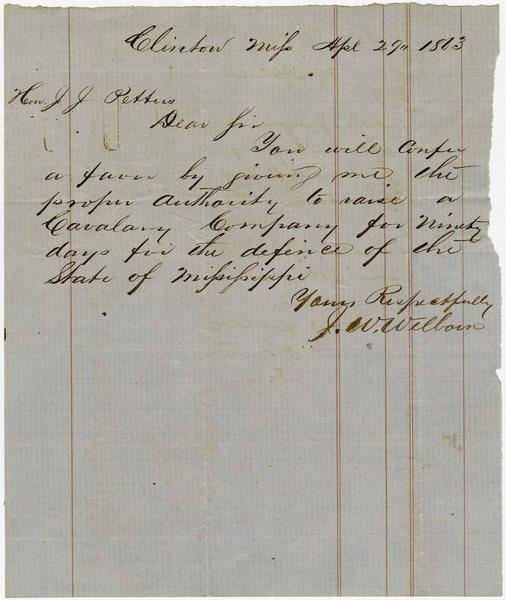 Clinton Miss Apl 29th 1863
Hon J J Pettus
Dear Sir
You will confer
a favor by giving me the
proper authority to raise a
Cavalary Company for Ninety
days for the defence of the
State of Mississippi
Yours Respectfully
J. W. Welborn